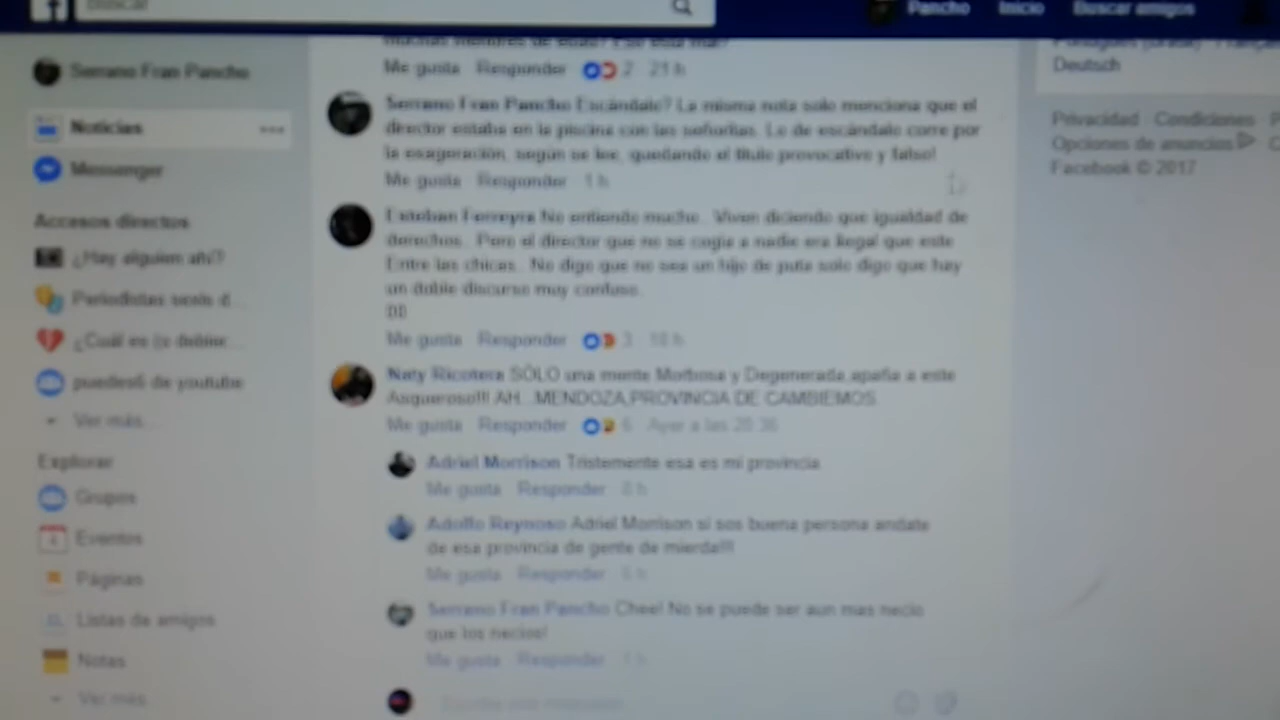 Buscar
Pancho Inicio Buscar amigos
Serrano Fran Pancho
Noticias
Messenger
Accesos directos
¿Hay alguien ahí?
Periodistas
¿Cuál es
puedes6 de youtube
Ver más...
Explorar
Grupos
Eventos
Páginas
Listas de amigos
Notas
Ver más
muchas menores de edad?
Me gusta Responder 2 21 h
Serrano Fran Pancho Escándalo? La misma nota solo menciona que el
director estaba en la piscina con las señoritas. Lo de escándalo corre por
la exageración, según se lee, quedando el título provocativo y falso!
Me gusta Responder 1 h
Esteban Ferreyra No entiendo mucho.. Viven diciendo que igualdad de
derechos.. Pero el director que no se cogia a nadie era ilegal que este
Entre las chicas.. No digo que no sea un hijo de puta solo digo que hay
un doble discurso muy confuso.
Me gusta Responder 3 18 h
Naty Ricotera SÓLO una mente Morbosa y Degenerada,apaña a este
Asqueroso!!! AH...MENDOZA,PROVINCIA DE CAMBIEMOS
Me gusta Responder 6 Ayer a las 20:36
Adriel Morrison Tristemente esa es mi provincia
Me gusta Responder 8 h
Adolfo Reynoso Adriel Morrison si sos buena persona andate
de esa provincia de gente de mierda!!!
Me gusta Responder
Serrano Fran Pancho Chee! No se puede ser aun mas necio
que los necios!
Me gusta Responder 1 h
Deutsch
Privacidad Condiciones
Opciones de anuncios
Facebook © 2017